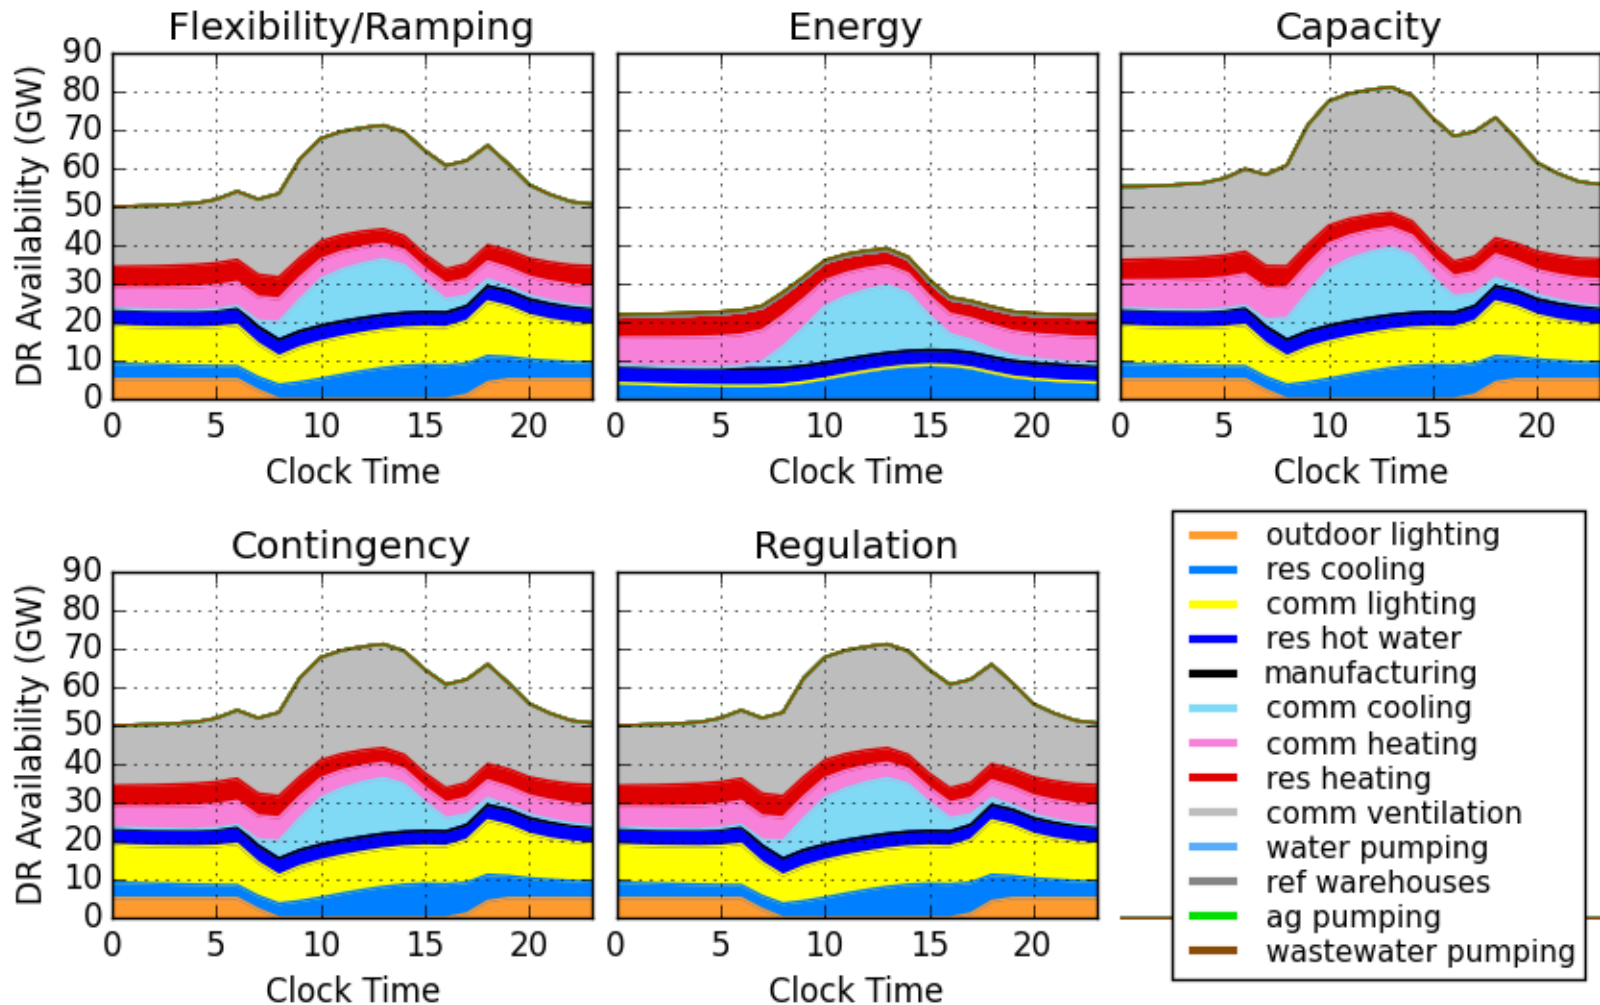 Flexibility/Ramping
Energy
Capacity
DR Availability (GW)
90
80
70
60
50
40
30
20
10
0
0 5 10 15 20
0 5 10 15 20
0 5 10 15 20
Clock Time
Clock Time
Clock Time
Contingency
Regulation
DR Availability (GW)
90
80
70
60
50
40
30
20
10
0
0 5 10 15 20
0 5 10 15 20
Clock Time
Clock Time
outdoor lighting
res cooling
comm lighting
res hot water
manufacturing
comm cooling
comm heating
res heating
comm ventilation
water pumping
ref warehouses
ag pumping
wastewater pumping